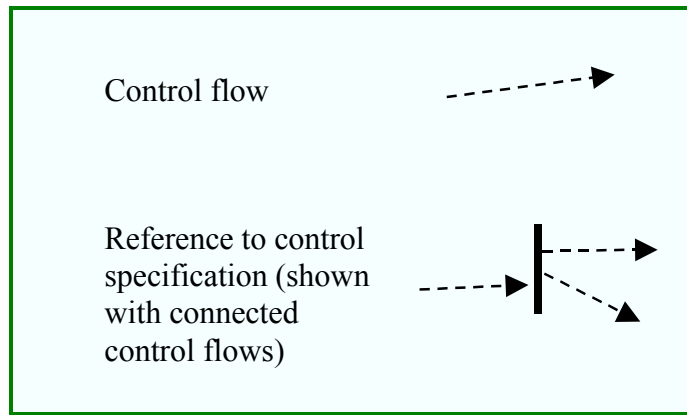 Control flow
Reference to control
specification (shown
with connected
control flows)